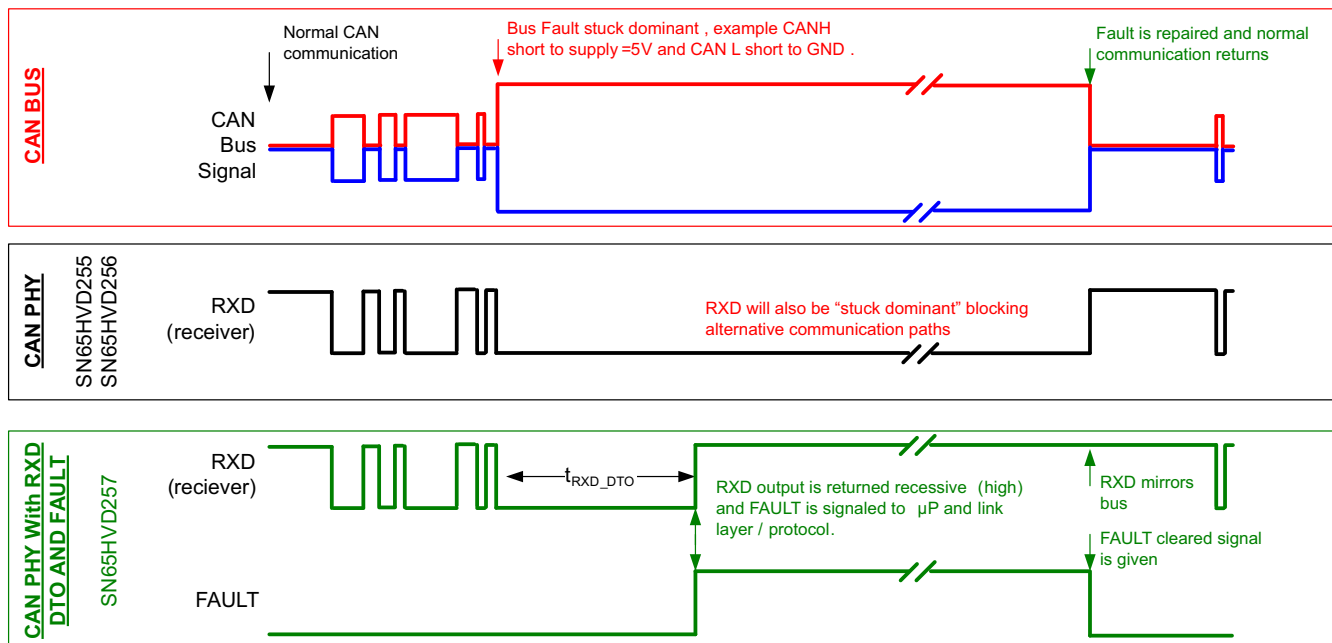 CAN BUS
Normal CAN
communication
Bus Fault stuck dominant , example CANH
short to supply =5V and CAN L short to GND .
Fault is repaired and normal
communication returns
CAN
Bus
Signal
CAN PHY
SN65HVD255
SN65HVD256
RXD
(receiver)
RXD will also be “stuck dominant” blocking
alternative communication paths
CAN PHY With RXD
DTO AND FAULT
SN65HVD257
RXD
(reciever)
tRXD_DTO
RXD output is returned recessive (high)
and FAULT is signaled to µP and link
layer / protocol.
RXD mirrors
bus
FAULT cleared signal
is given
FAULT